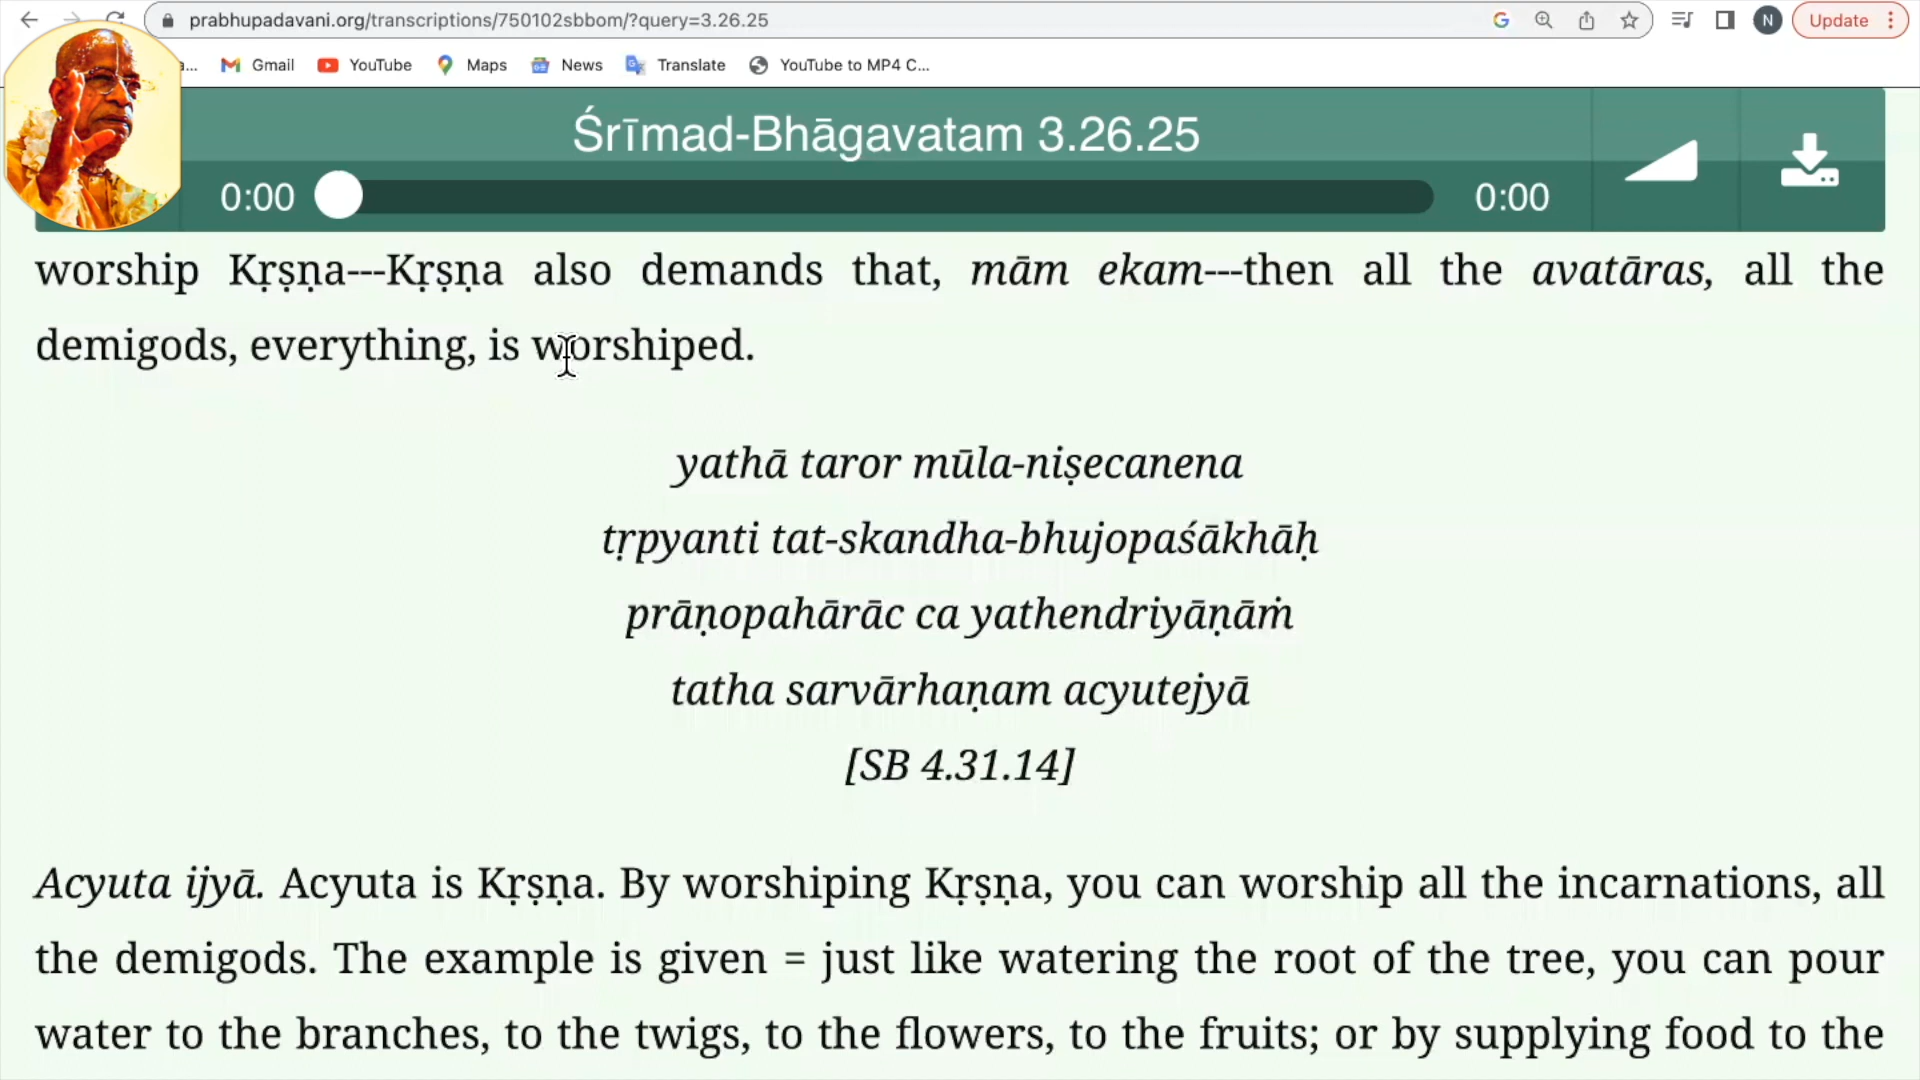 prabhupadavani.org/transcriptions/750102sbbom/?query=3.26.25
N
Update
a...
Gmail
YouTube
Maps
News
Translate
YouTube to MP4 C...
Śrīmad-Bhāgavatam 3.26.25
0:00
0:00
worship Kṛṣṇa---Kṛṣṇa also demands that, mām ekam---then all the avatāras, all the
demigods, everything, is worshiped.
yathā taror mūla-niṣecanena
tṛpyanti tat-skandha-bhujopaśākhāḥ
prāṇopahārāc ca yathendriyāṇāṁ
tatha sarvārhaṇam acyutejyā
[SB 4.31.14]
Acyuta ijyā. Acyuta is Kṛṣṇa. By worshiping Kṛṣṇa, you can worship all the incarnations, all
the demigods. The example is given = just like watering the root of the tree, you can pour
water to the branches, to the twigs, to the flowers, to the fruits; or by supplying food to the